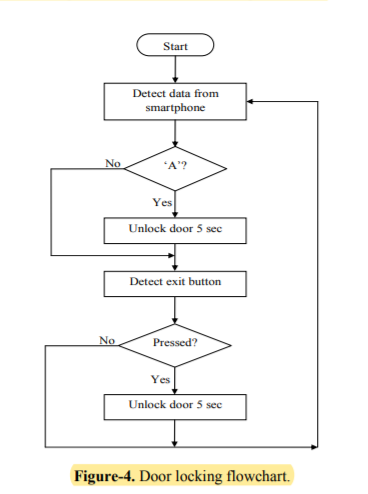 Start
Detect data from
smartphone
No
‘A’?
Yes
Unlock door 5 sec
Detect exit button
No
Pressed?
Yes
Unlock door 5 sec
Figure-4. Door locking flowchart.